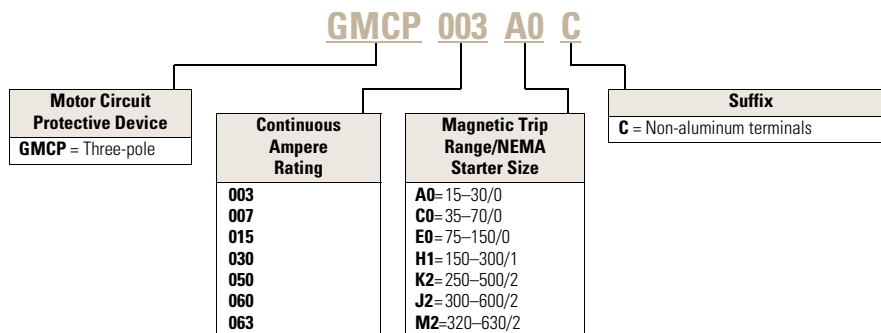 GMCP 003 A0 C
Motor Circuit
Protective Device
GMCP = Three-pole
Continuous
Ampere
Rating
003
007
015
030
050
060
063
Magnetic Trip
Range/NEMA
Starter Size
A0=15–30/0
C0=35–70/0
E0=75–150/0
H1=150–300/1
K2=250–500/2
J2=300–600/2
M2=320–630/2
Suffix
C = Non-aluminum terminals